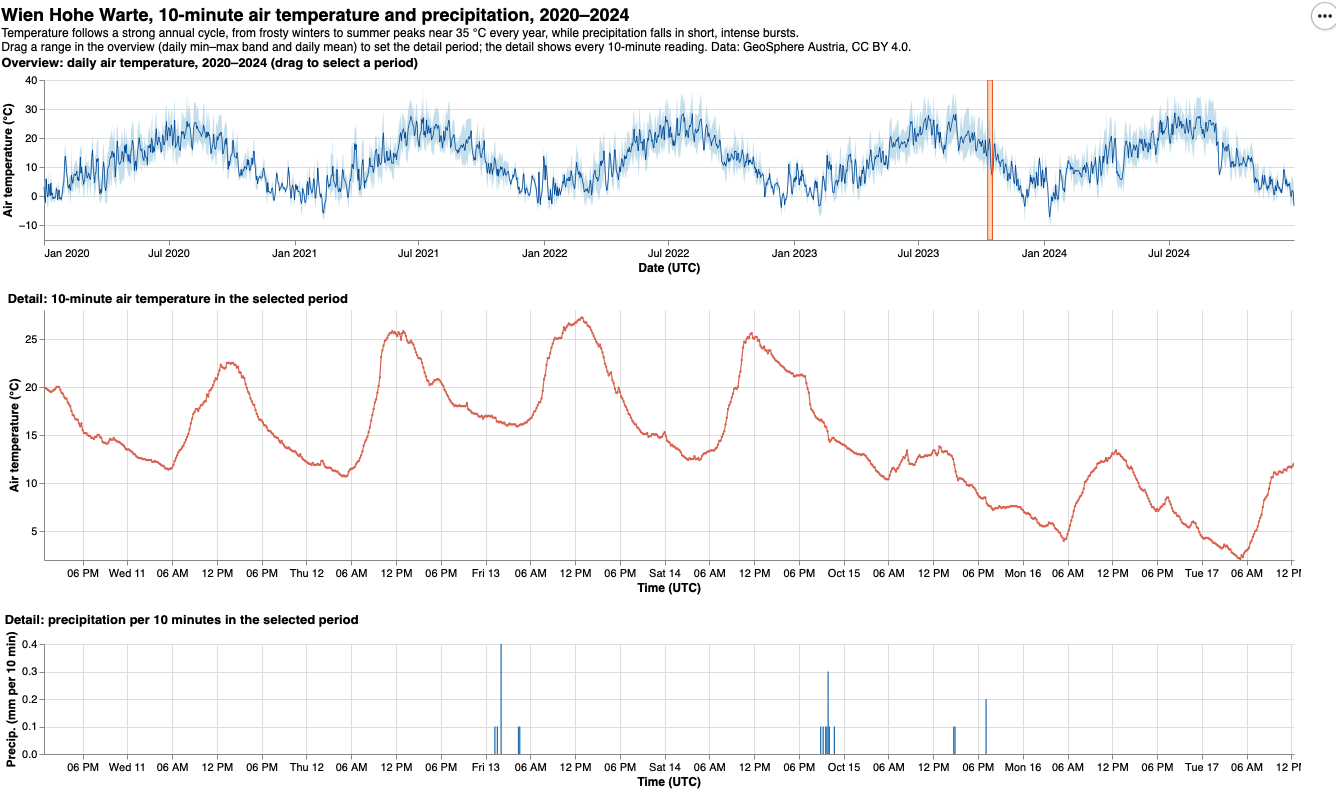 Wien Hohe Warte, 10-minute air temperature and precipitation, 2020–2024
Temperature follows a strong annual cycle, from frosty winters to summer peaks near 35 °C every year, while precipitation falls in short, intense bursts.
Drag a range in the overview (daily min–max band and daily mean) to set the detail period; the detail shows every 10-minute reading. Data: GeoSphere Austria, CC BY 4.0.
Overview: daily air temperature, 2020–2024 (drag to select a period)
Air temperature (°C)
40
30
20
10
0
−10
Jan 2020 Jul 2020 Jan 2021 Jul 2021 Jan 2022 Jul 2022 Jan 2023 Jul 2023 Jan 2024 Jul 2024
Date (UTC)
Detail: 10-minute air temperature in the selected period
Air temperature (°C)
25
20
15
10
5
06 PM Wed 11 06 AM 12 PM 06 PM Thu 12 06 AM 12 PM 06 PM Fri 13 06 AM 12 PM 06 PM Sat 14 06 AM 12 PM 06 PM Oct 15 06 AM 12 PM 06 PM Mon 16 06 AM 12 PM 06 PM Tue 17 06 AM 12 PM
Time (UTC)
Detail: precipitation per 10 minutes in the selected period
Precip. (mm per 10 min)
0.4
0.3
0.2
0.1
0.0
06 PM Wed 11 06 AM 12 PM 06 PM Thu 12 06 AM 12 PM 06 PM Fri 13 06 AM 12 PM 06 PM Sat 14 06 AM 12 PM 06 PM Oct 15 06 AM 12 PM 06 PM Mon 16 06 AM 12 PM 06 PM Tue 17 06 AM 12 PM
Time (UTC)